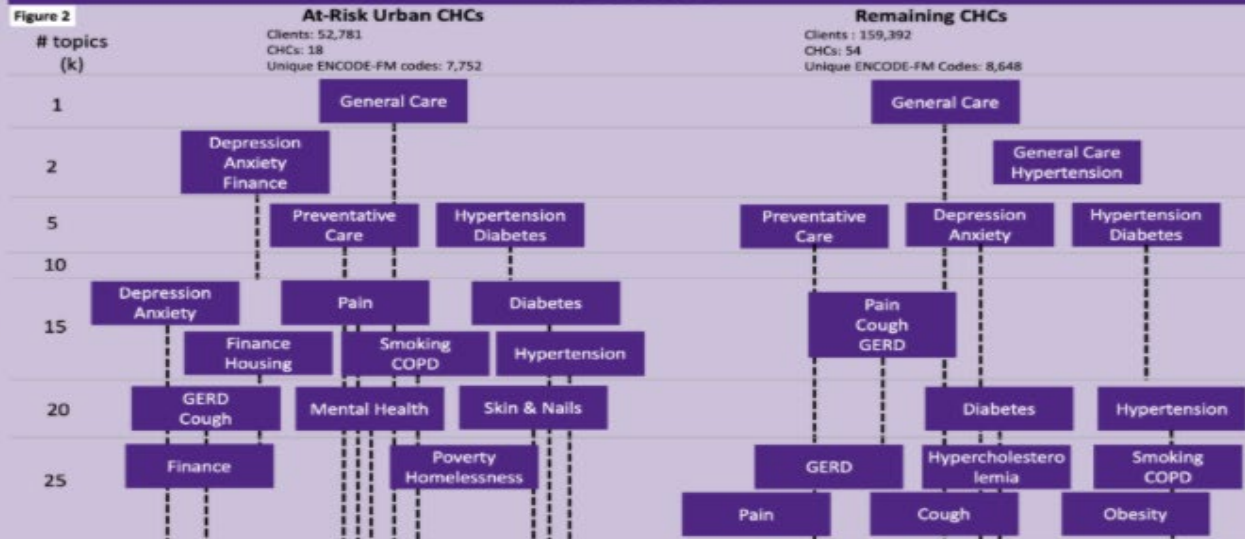 Figure 2
At-Risk Urban CHCs
Clients: 52,781
CHCs: 18
Unique ENCODE-FM codes: 7,752
Remaining CHCs
Clients : 159,392
CHCs: 54
Unique ENCODE-FM Codes: 8,648
# topics
(k)
1
General Care
General Care
2
Depression
Anxiety
Finance
General Care
Hypertension
5
Preventative
Care
Hypertension
Diabetes
Preventative
Care
Depression
Anxiety
Hypertension
Diabetes
10
15
Depression
Anxiety
Pain
Diabetes
Finance
Housing
Smoking
COPD
Hypertension
Pain
Cough
GERD
20
GERD
Cough
Mental Health
Skin & Nails
Diabetes
Hypertension
25
Finance
Poverty
Homelessness
GERD
Hypercholestero
lemia
Smoking
COPD
Pain
Cough
Obesity